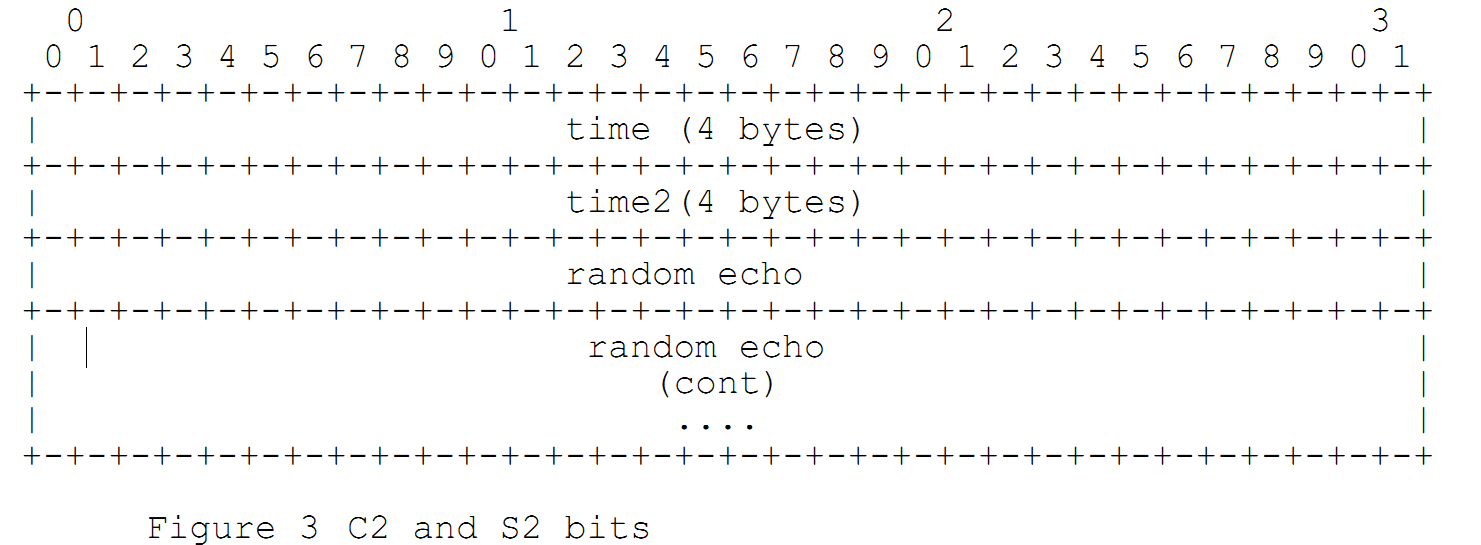 0 1 2 3
0 1 2 3 4 5 6 7 8 9 0 1 2 3 4 5 6 7 8 9 0 1 2 3 4 5 6 7 8 9 0 1
+-+-+-+-+-+-+-+-+-+-+-+-+-+-+-+-+-+-+-+-+-+-+-+-+-+-+-+-+-+-+-+-+
| time (4 bytes) |
+-+-+-+-+-+-+-+-+-+-+-+-+-+-+-+-+-+-+-+-+-+-+-+-+-+-+-+-+-+-+-+-+
| time2(4 bytes) |
+-+-+-+-+-+-+-+-+-+-+-+-+-+-+-+-+-+-+-+-+-+-+-+-+-+-+-+-+-+-+-+-+
| random echo |
+-+-+-+-+-+-+-+-+-+-+-+-+-+-+-+-+-+-+-+-+-+-+-+-+-+-+-+-+-+-+-+-+
| random echo |
| (cont) |
| .... |
+-+-+-+-+-+-+-+-+-+-+-+-+-+-+-+-+-+-+-+-+-+-+-+-+-+-+-+-+-+-+-+-+
Figure 3 C2 and S2 bits